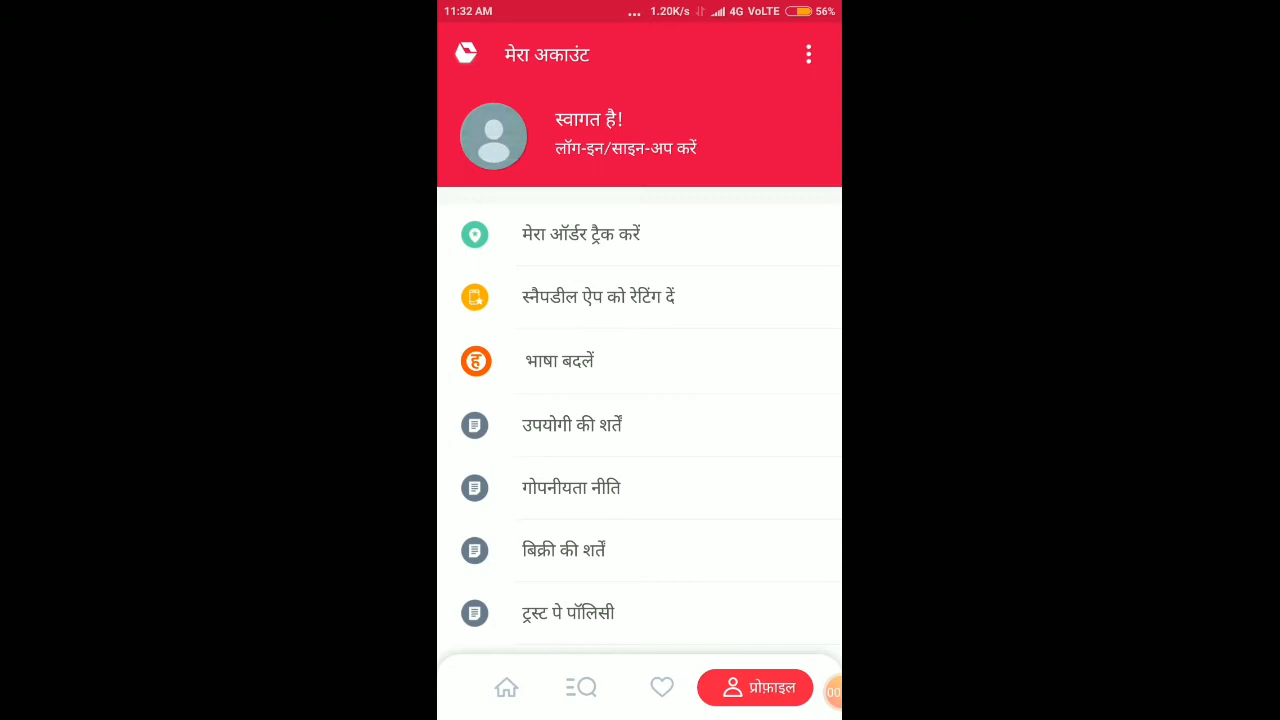 11:32 AM ... 1.20K/s 4G VoLTE 56%
मेरा अकाउंट
स्वागत है!
लॉग-इन/साइन-अप करें
मेरा ऑर्डर ट्रैक करें
स्नैपडील ऐप को रेटिंग दें
ह भाषा बदलें
उपयोगी की शर्तें
गोपनीयता नीति
बिक्री की शर्तें
ट्रस्ट पे पॉलिसी
प्रोफ़ाइल
00